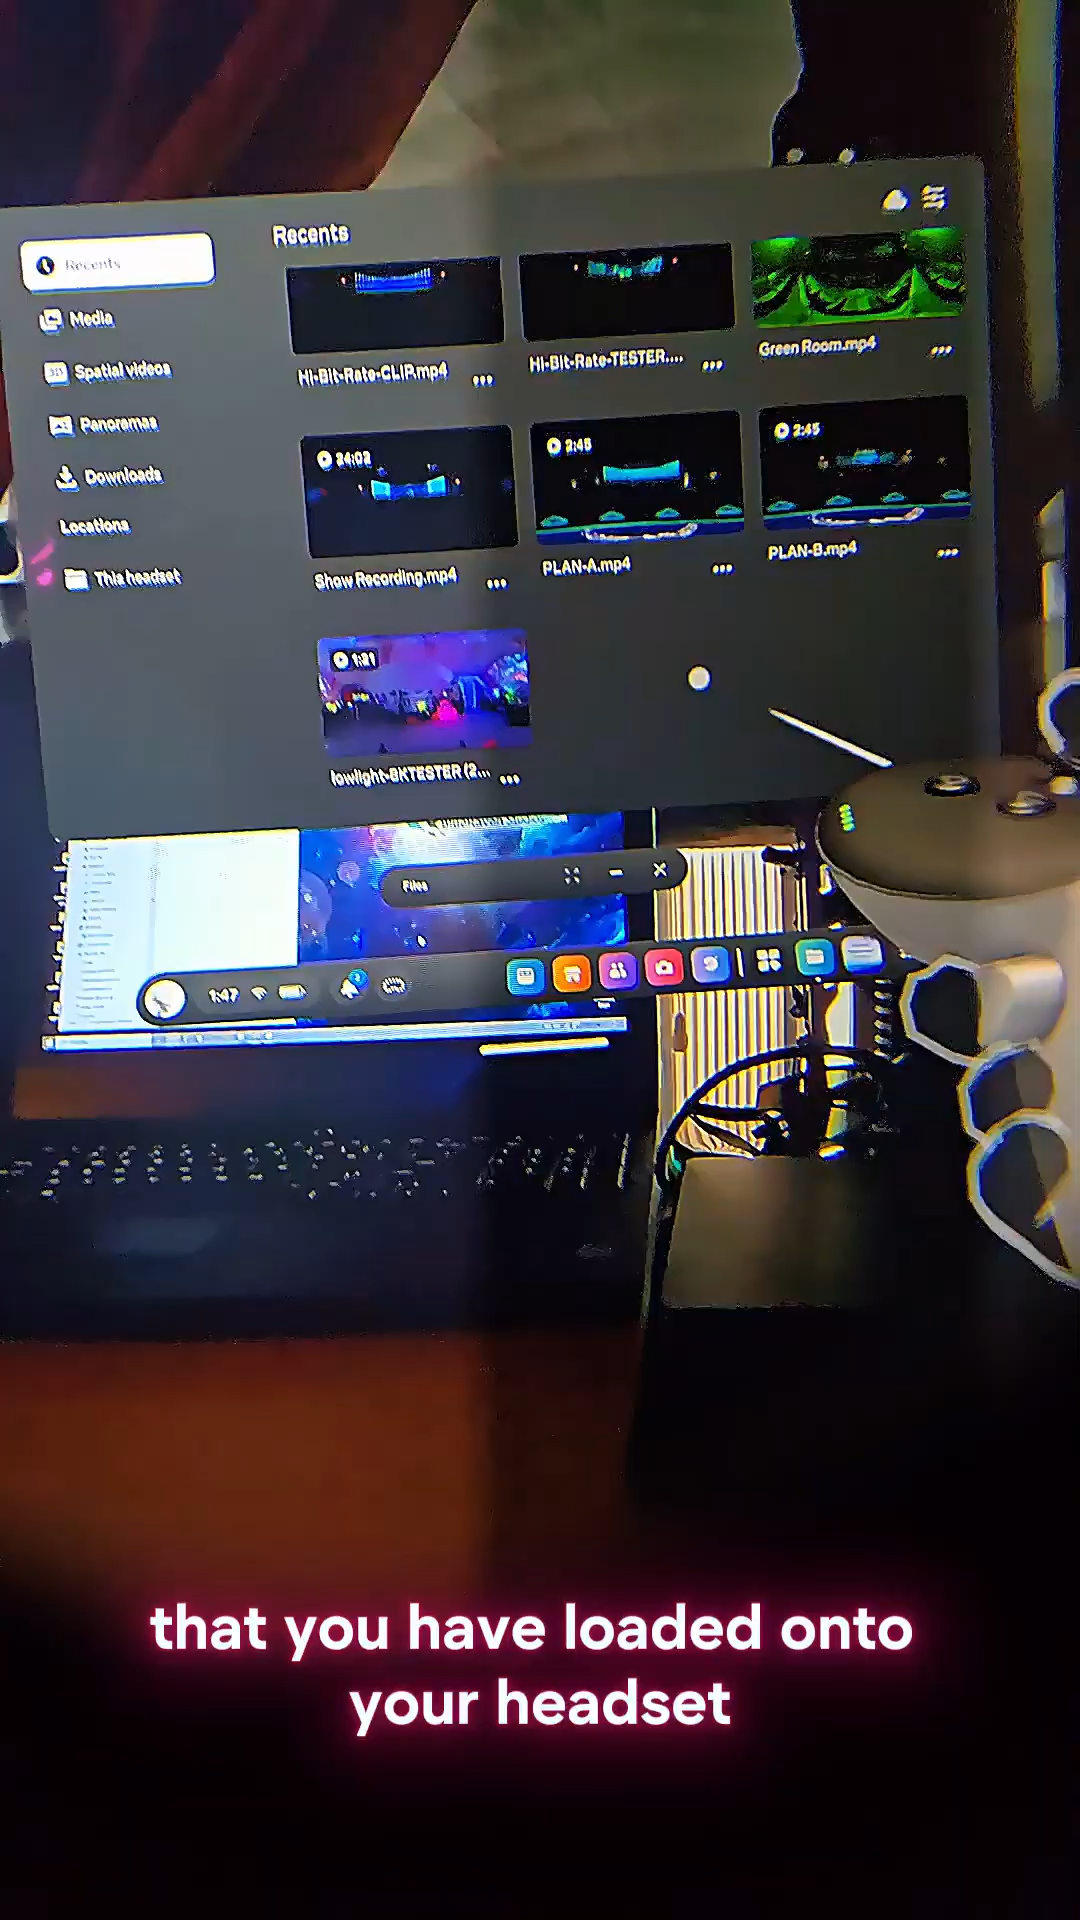 Recents
Recents
Media
Spatial videos
Panoramas
Downloads
Locations
This headset
Hi-Bit-Rate-CLIP.mp4
Hi-Bit-Rate-TESTER....
Green Room.mp4
24:02
2:45
2:45
Show Recording.mp4
PLAN-A.mp4
PLAN-B.mp4
1:21
lowlight-8KTESTER (2...
Files
1:47
that you have loaded onto
your headset